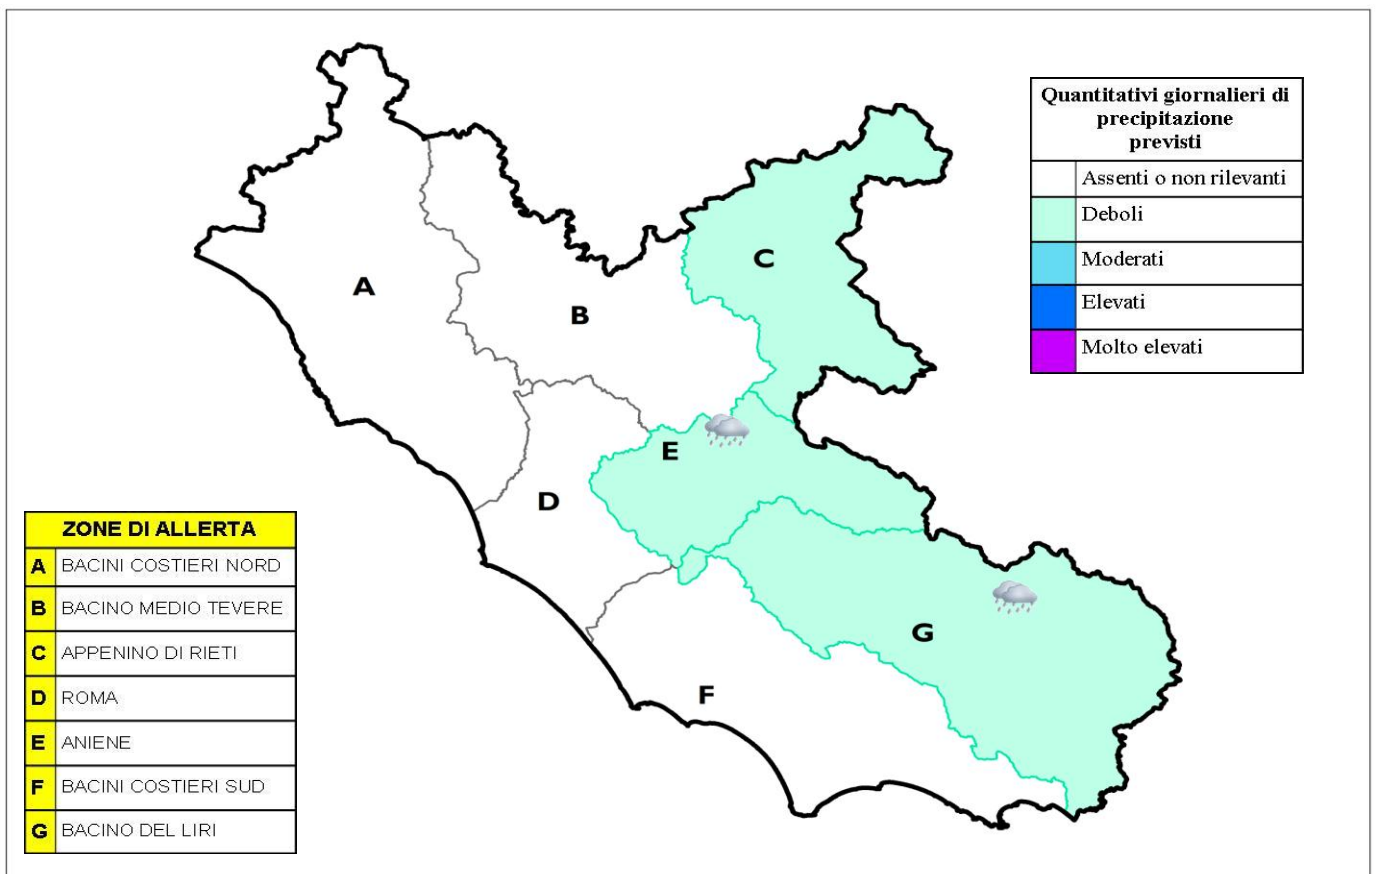 Quantitativi giornalieri di
precipitazione
previsti
Assenti o non rilevanti
Deboli
Moderati
Elevati
Molto elevati
A
B
C
D
E
F
G
ZONE DI ALLERTA
A BACINI COSTIERI NORD
B BACINO MEDIO TEVERE
C APPENINO DI RIETI
D ROMA
E ANIENE
F BACINI COSTIERI SUD
G BACINO DEL LIRI